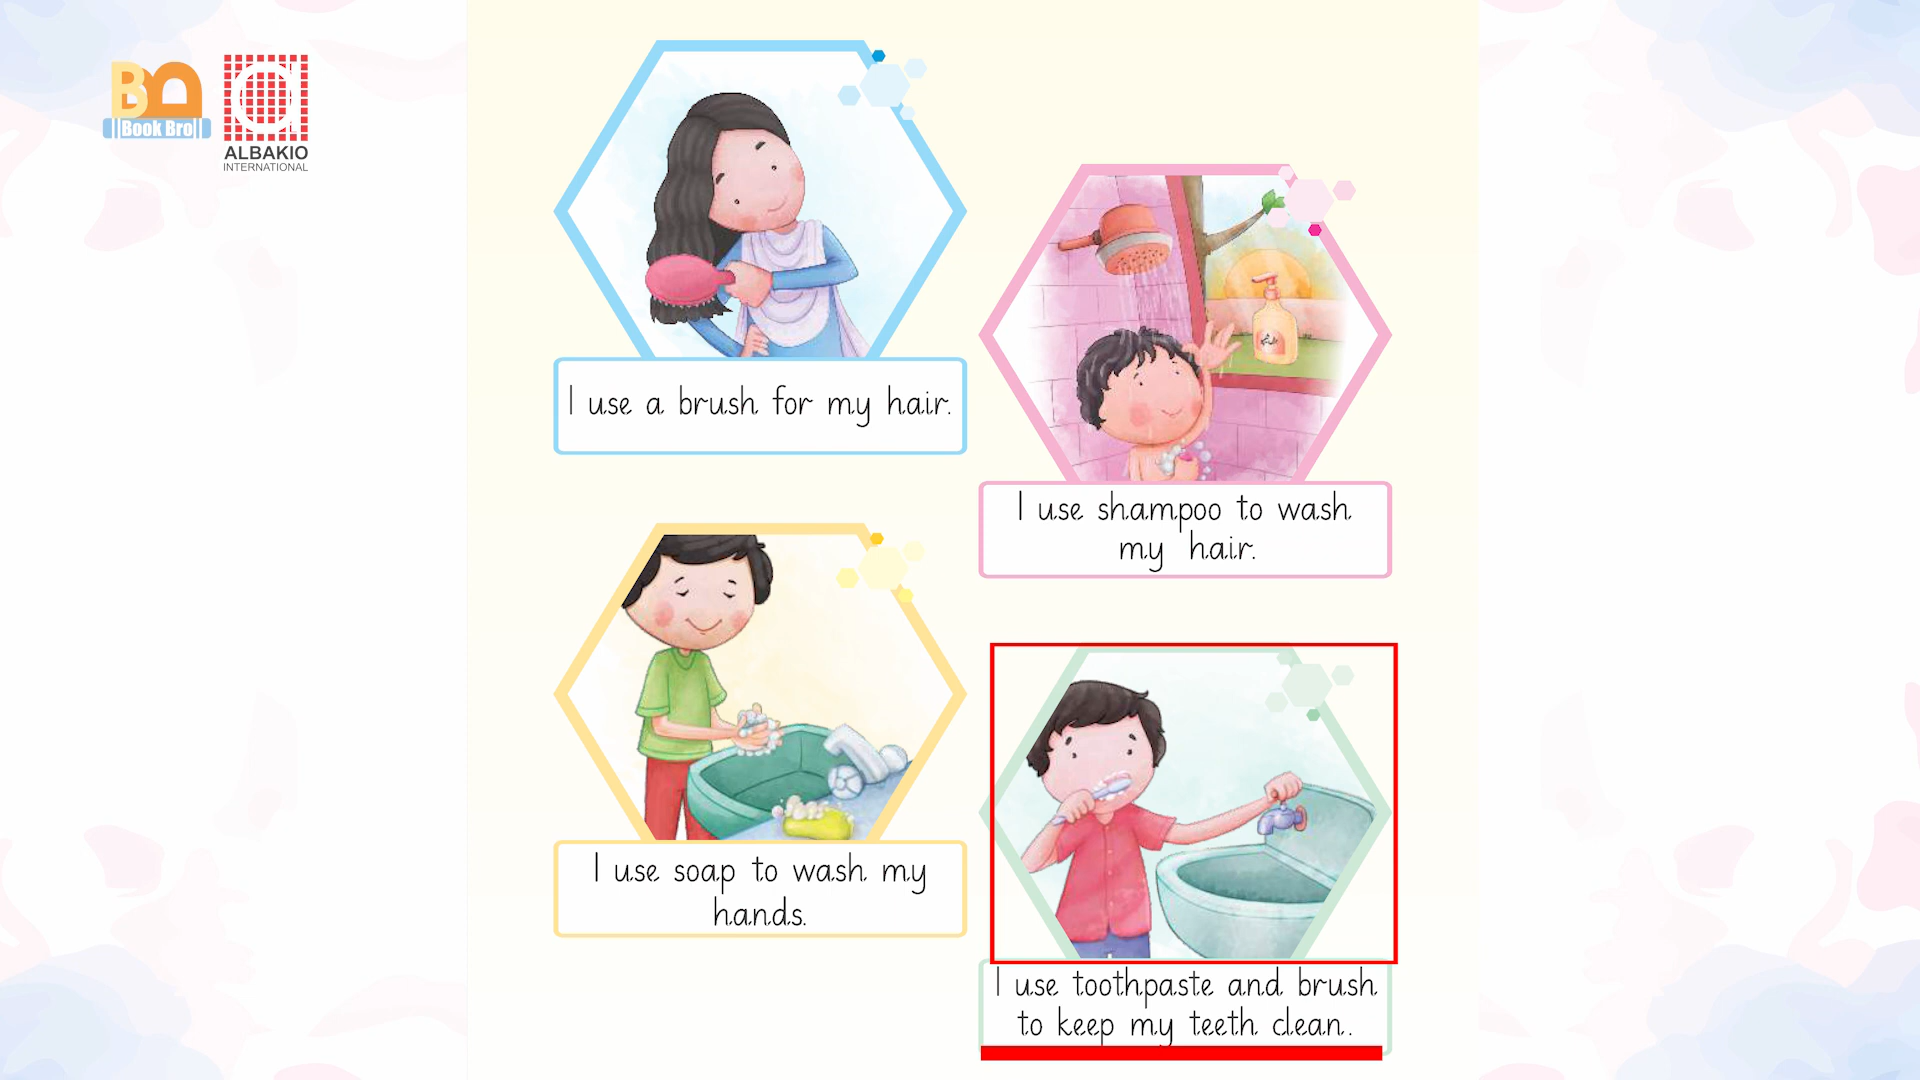 BB
Book Bro
ALBAKIO
INTERNATIONAL
I use a brush for my hair.
I use shampoo to wash
my hair.
I use soap to wash my
hands.
I use toothpaste and brush
to keep my teeth clean.